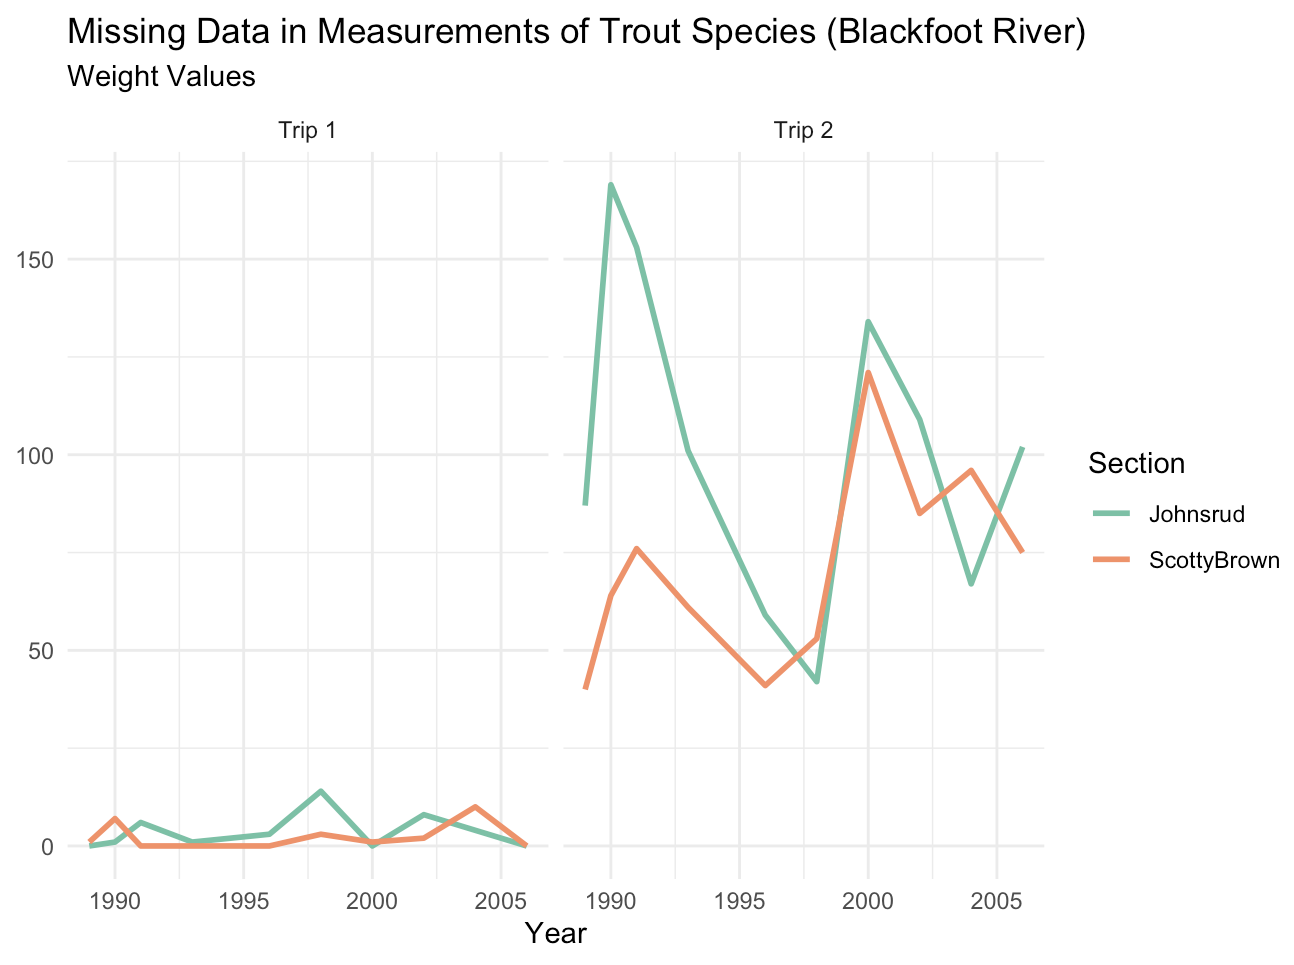 Missing Data in Measurements of Trout Species (Blackfoot River)
Weight Values
Trip 1
Trip 2
150
100
50
0
1990 1995 2000 2005
1990 1995 2000 2005
Year
Section
Johnsrud
ScottyBrown